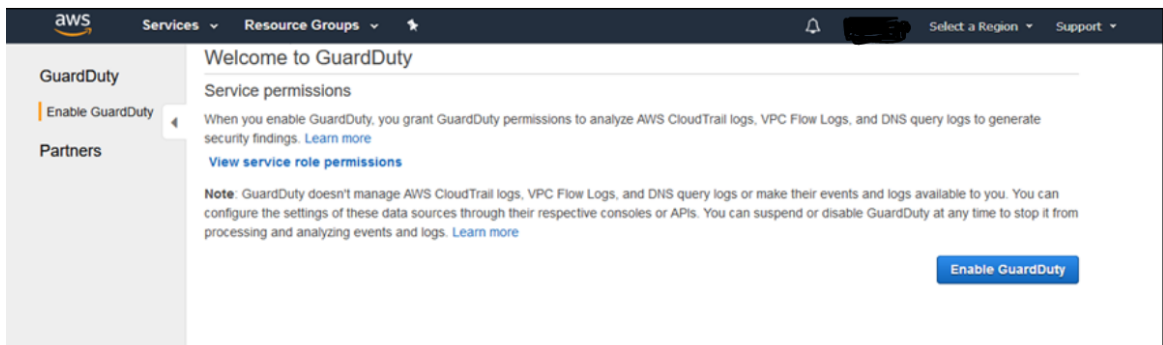 aws Services Resource Groups Select a Region Support
GuardDuty
Enable GuardDuty
Partners
Welcome to GuardDuty
Service permissions
When you enable GuardDuty, you grant GuardDuty permissions to analyze AWS CloudTrail logs, VPC Flow Logs, and DNS query logs to generate
security findings. Learn more
View service role permissions
Note: GuardDuty doesn't manage AWS CloudTrail logs, VPC Flow Logs, and DNS query logs or make their events and logs available to you. You can
configure the settings of these data sources through their respective consoles or APIs. You can suspend or disable GuardDuty at any time to stop it from
processing and analyzing events and logs. Learn more
Enable GuardDuty